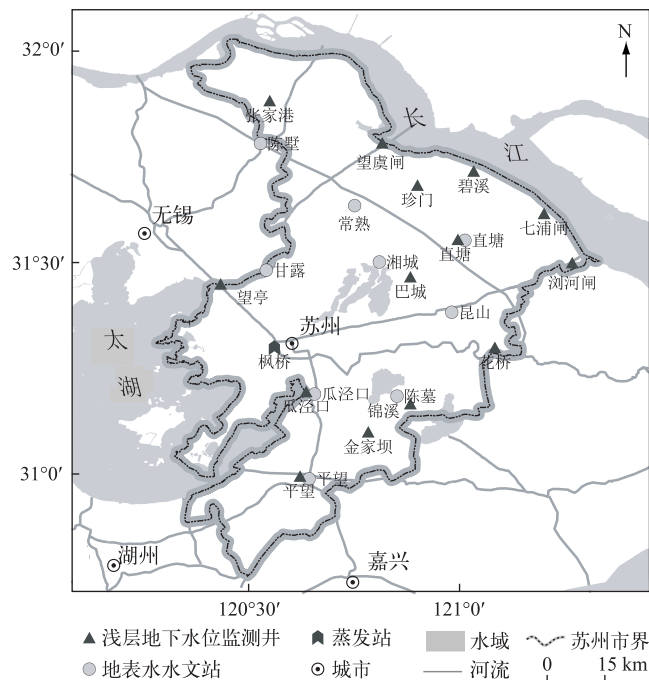 32°0′
31°30′
31°0′
120°30′
121°0′
N
长
江
张家港
陈墅
望虞闸
碧溪
珍门
七浦闸
常熟
无锡
直塘
直塘
甘露
湘城
巴城
浏河闸
望亭
昆山
太
湖
苏州
枫桥
花桥
瓜泾口
瓜泾口
陈墓
锦溪
金家坝
平望
平望
湖州
嘉兴
浅层地下水位监测井
蒸发站
水域
苏州市界
地表水水文站
城市
河流
0 15 km